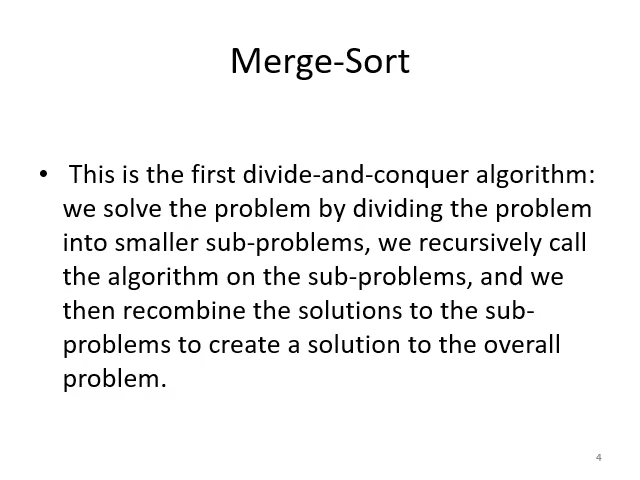 Merge-Sort
• This is the first divide-and-conquer algorithm:
we solve the problem by dividing the problem
into smaller sub-problems, we recursively call
the algorithm on the sub-problems, and we
then recombine the solutions to the sub-
problems to create a solution to the overall
problem.
4